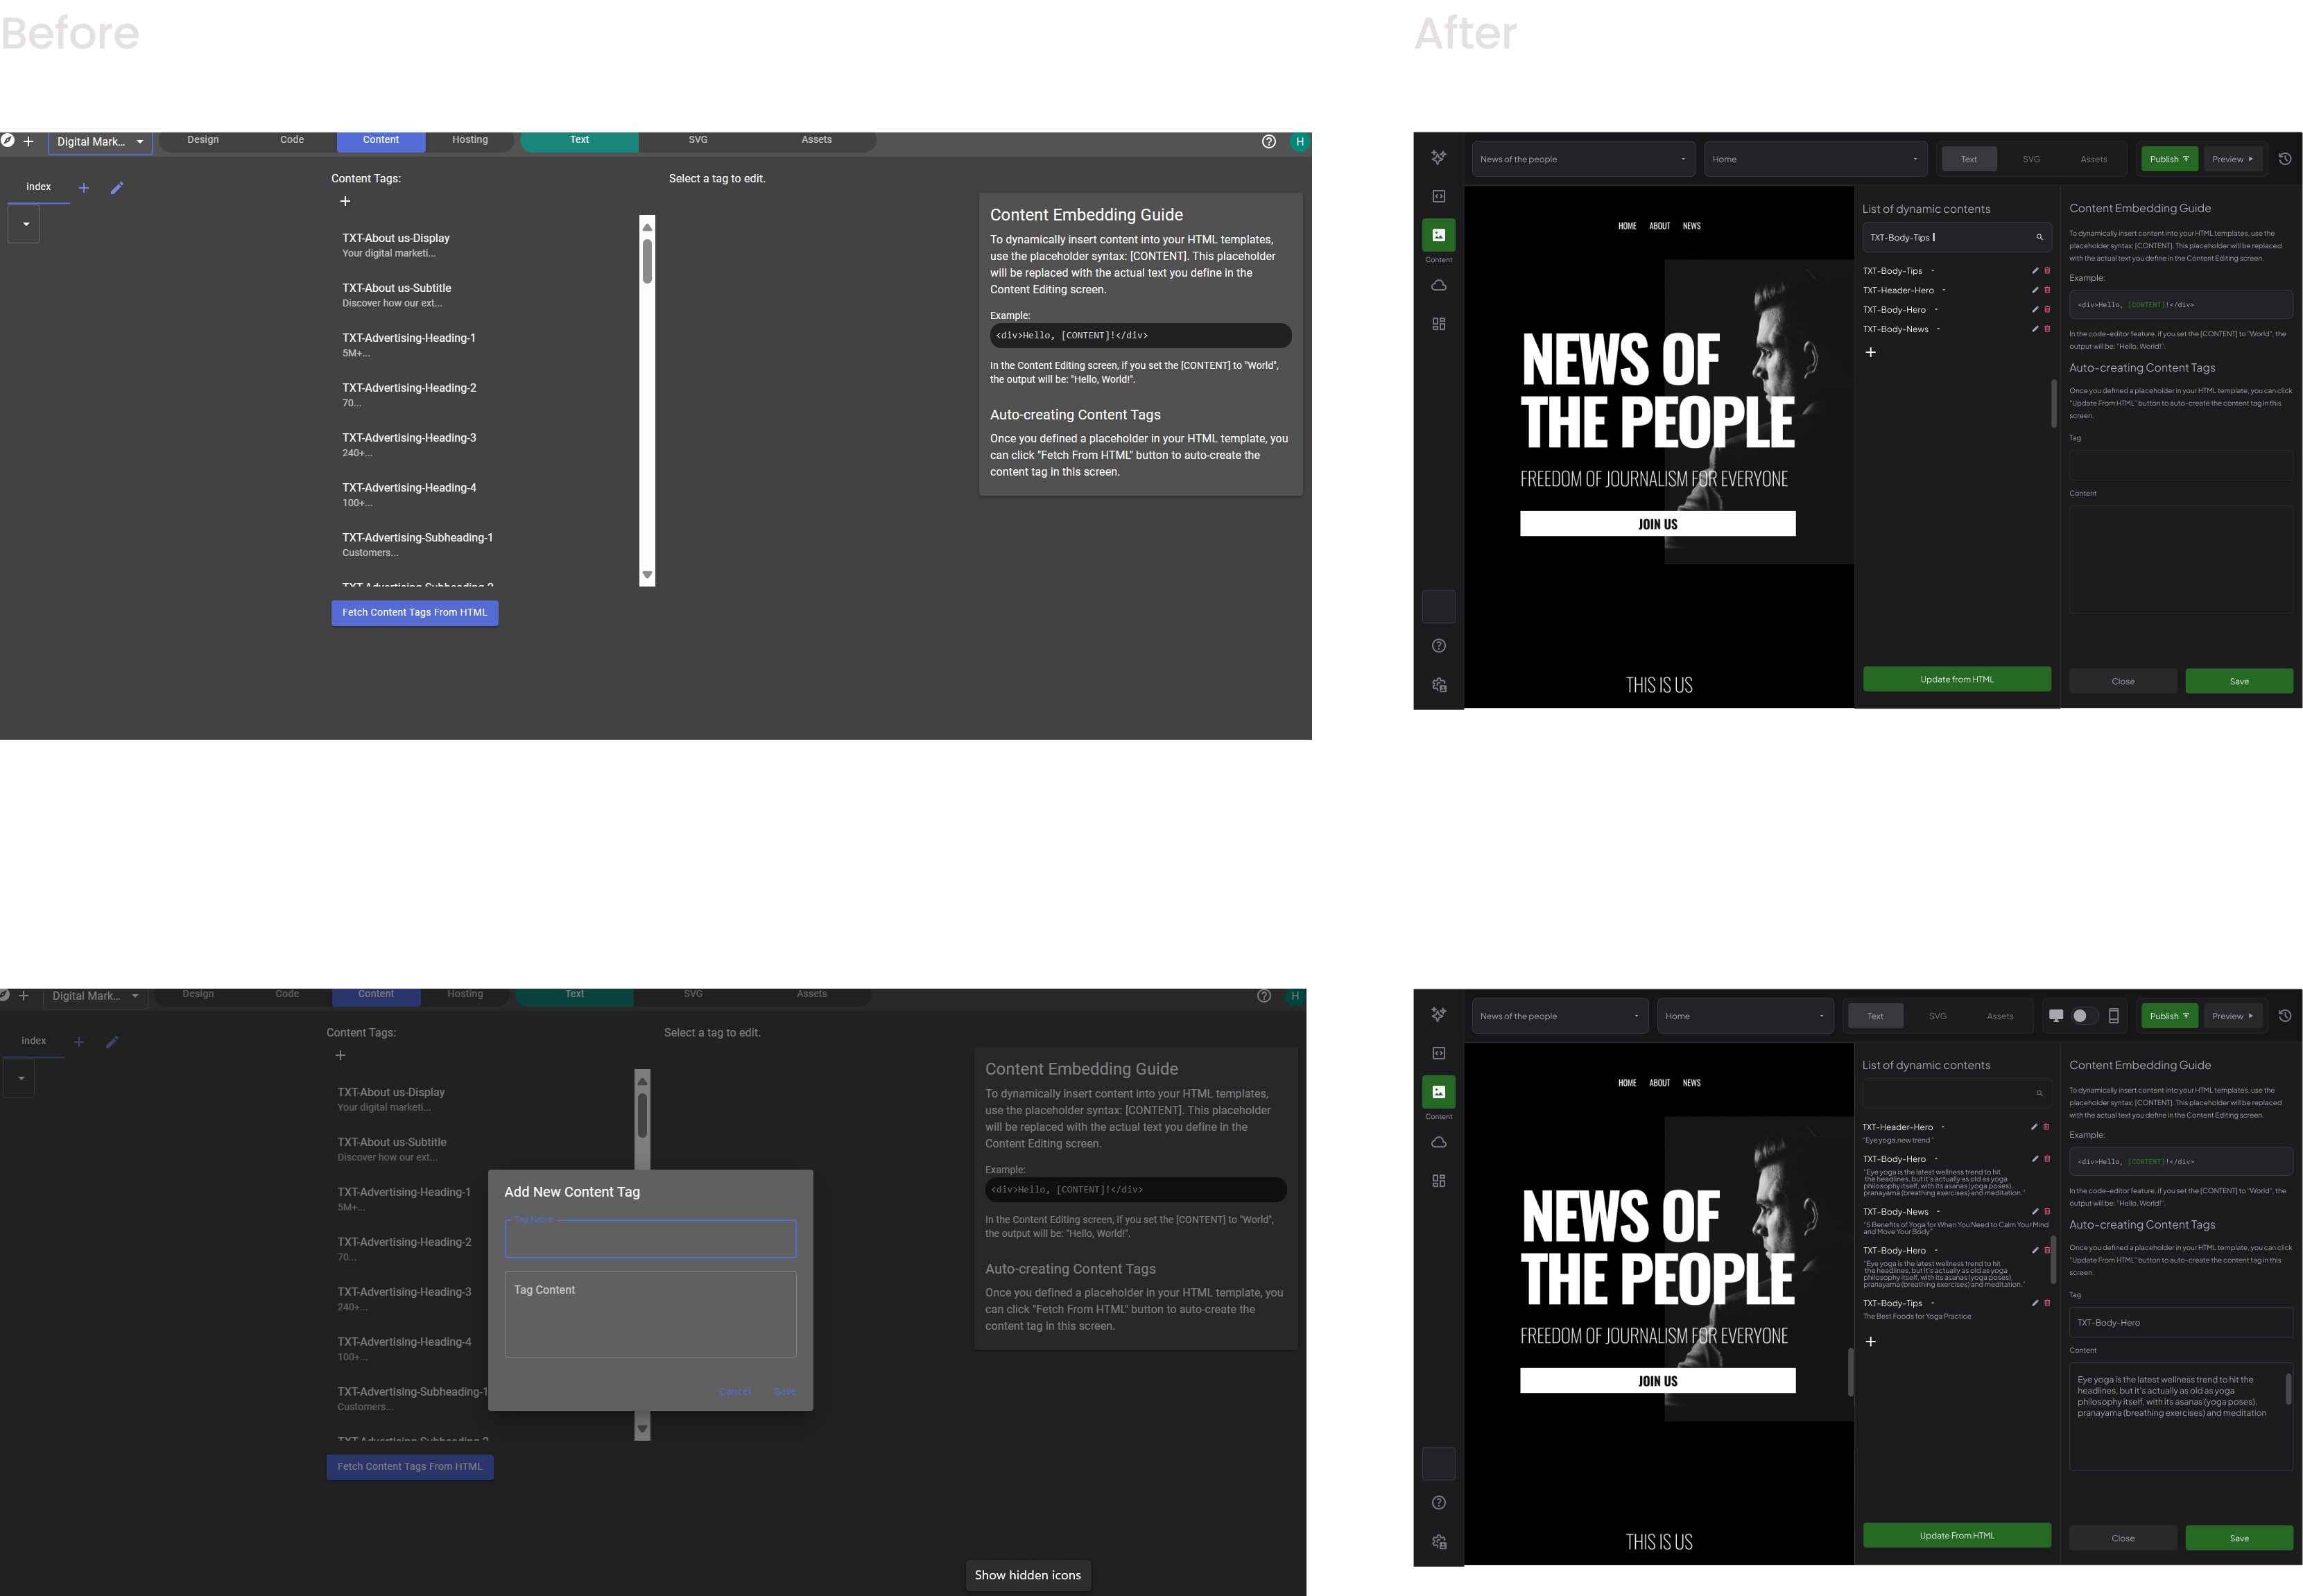 Before
After
Digital Mark...
Design
Code
Content
Hosting
Text
SVG
Assets
H
index
Content Tags:
TXT-About us-Display
Your digital marketi...
TXT-About us-Subtitle
Discover how our ext...
TXT-Advertising-Heading-1
5M+...
TXT-Advertising-Heading-2
70...
TXT-Advertising-Heading-3
240+...
TXT-Advertising-Heading-4
100+...
TXT-Advertising-Subheading-1
Customers...
TXT-Advertising-Subheading-2
Fetch Content Tags From HTML
Select a tag to edit.
Content Embedding Guide
To dynamically insert content into your HTML templates,
use the placeholder syntax: [CONTENT]. This placeholder
will be replaced with the actual text you define in the
Content Editing screen.
Example:
<div>Hello, [CONTENT]!</div>
In the Content Editing screen, if you set the [CONTENT] to "World",
the output will be: "Hello, World!".
Auto-creating Content Tags
Once you defined a placeholder in your HTML template, you
can click "Fetch From HTML" button to auto-create the
content tag in this screen.
News of the people
Home
Text
SVG
Assets
Publish
Preview
Content
HOME
ABOUT
NEWS
NEWS OF
THE PEOPLE
FREEDOM OF JOURNALISM FOR EVERYONE
JOIN US
THIS IS US
List of dynamic contents
TXT-Body-Tips
TXT-Body-Tips
TXT-Header-Hero
TXT-Body-Hero
TXT-Body-News
Update from HTML
Content Embedding Guide
To dynamically insert content into your HTML templates, use the
placeholder syntax: [CONTENT]. This placeholder will be replaced
with the actual text you define in the Content Editing screen.
Example:
<div>Hello, [CONTENT]!</div>
In the code-editor feature, if you set the [CONTENT] to "World", the
output will be: "Hello, World!".
Auto-creating Content Tags
Once you defined a placeholder in your HTML template, you can click
"Update From HTML" button to auto-create the content tag in this
screen.
Tag
Content
Close
Save
Digital Mark...
Design
Code
Content
Hosting
Text
SVG
Assets
H
index
Content Tags:
TXT-About us-Display
Your digital marketi...
TXT-About us-Subtitle
Discover how our ext...
TXT-Advertising-Heading-1
5M+...
TXT-Advertising-Heading-2
70...
TXT-Advertising-Heading-3
240+...
TXT-Advertising-Heading-4
100+...
TXT-Advertising-Subheading-1
Customers...
TXT-Advertising-Subheading-2
Fetch Content Tags From HTML
Select a tag to edit.
Add New Content Tag
Tag Name
Tag Content
Cancel
Save
Content Embedding Guide
To dynamically insert content into your HTML templates,
use the placeholder syntax: [CONTENT]. This placeholder
will be replaced with the actual text you define in the
Content Editing screen.
Example:
<div>Hello, [CONTENT]!</div>
In the Content Editing screen, if you set the [CONTENT] to "World",
the output will be: "Hello, World!".
Auto-creating Content Tags
Once you defined a placeholder in your HTML template, you
can click "Fetch From HTML" button to auto-create the
content tag in this screen.
Show hidden icons
News of the people
Home
Text
SVG
Assets
Publish
Preview
Content
HOME
ABOUT
NEWS
NEWS OF
THE PEOPLE
FREEDOM OF JOURNALISM FOR EVERYONE
JOIN US
THIS IS US
List of dynamic contents
TXT-Header-Hero
"Eye yoga,new trend "
TXT-Body-Hero
"Eye yoga is the latest wellness trend to hit
the headlines, but it's actually as old as yoga
philosophy itself, with its asanas (yoga poses),
pranayama (breathing exercises) and meditation."
TXT-Body-News
"5 Benefits of Yoga for When You Need to Calm Your Mind
and Move Your Body"
TXT-Body-Hero
"Eye yoga is the latest wellness trend to hit
the headlines, but it's actually as old as yoga
philosophy itself, with its asanas (yoga poses),
pranayama (breathing exercises) and meditation."
TXT-Body-Tips
The Best Foods for Yoga Practice
Update From HTML
Content Embedding Guide
To dynamically insert content into your HTML templates, use the
placeholder syntax: [CONTENT]. This placeholder will be replaced
with the actual text you define in the Content Editing screen.
Example:
<div>Hello, [CONTENT]!</div>
In the code-editor feature, if you set the [CONTENT] to "World", the
output will be: "Hello, World!".
Auto-creating Content Tags
Once you defined a placeholder in your HTML template, you can click
"Update From HTML" button to auto-create the content tag in this
screen.
Tag
TXT-Body-Hero
Content
Eye yoga is the latest wellness trend to hit the
headlines, but it's actually as old as yoga
philosophy itself, with its asanas (yoga poses),
pranayama (breathing exercises) and meditation
Close
Save